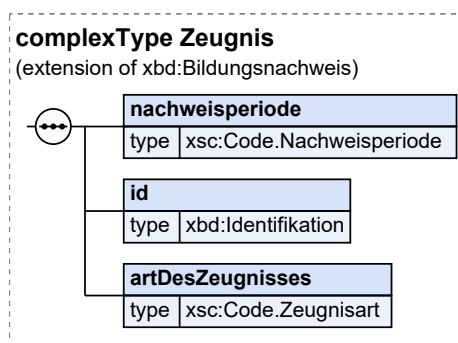 complexType Zeugnis
(extension of xbd:Bildungsnachweis)
nachweisperiode
type xsc:Code.Nachweisperiode
id
type xbd:Identifikation
artDesZeugnisses
type xsc:Code.Zeugnisart